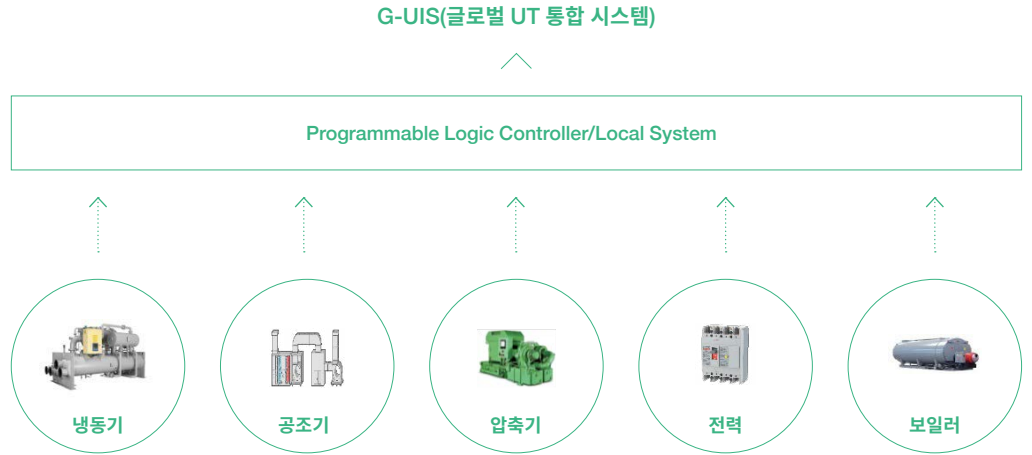 G-UIS(글로벌 UT 통합 시스템)
Programmable Logic Controller/Local System
냉동기
공조기
압축기
전력
보일러